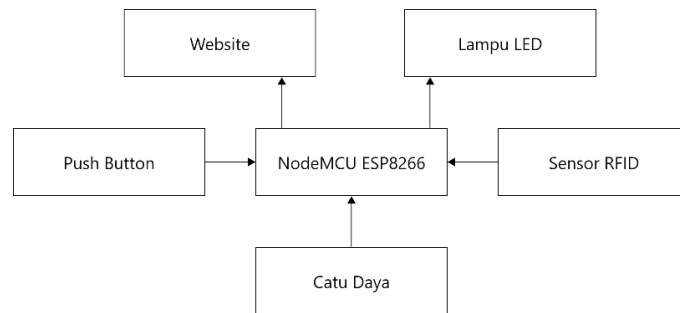 Website
Lampu LED
Push Button
NodeMCU ESP8266
Sensor RFID
Catu Daya